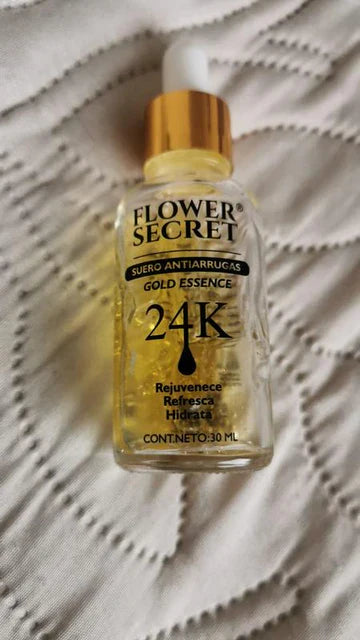 FLOWER®
SECRET
SUERO ANTIARRUGAS
GOLD ESSENCE
24K
Rejuvenece
Refresca
Hidrata
CONT.NETO:30 ML